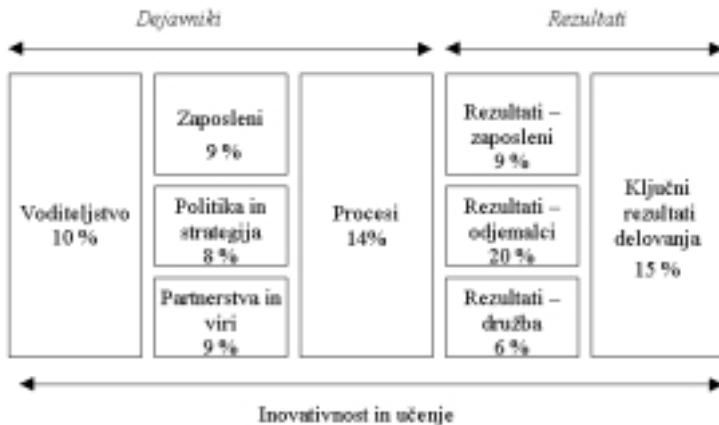 Dejavniki
Rezultati
Voditeljstvo
10 %
Zaposleni
9 %
Politika in
strategija
8 %
Partnerstva in
viri
9 %
Procesi
14%
Rezultati –
zaposleni
9 %
Rezultati –
odjemalci
20 %
Rezultati –
družba
6 %
Ključni
rezultati
delovanja
15 %
Inovativnost in učenje